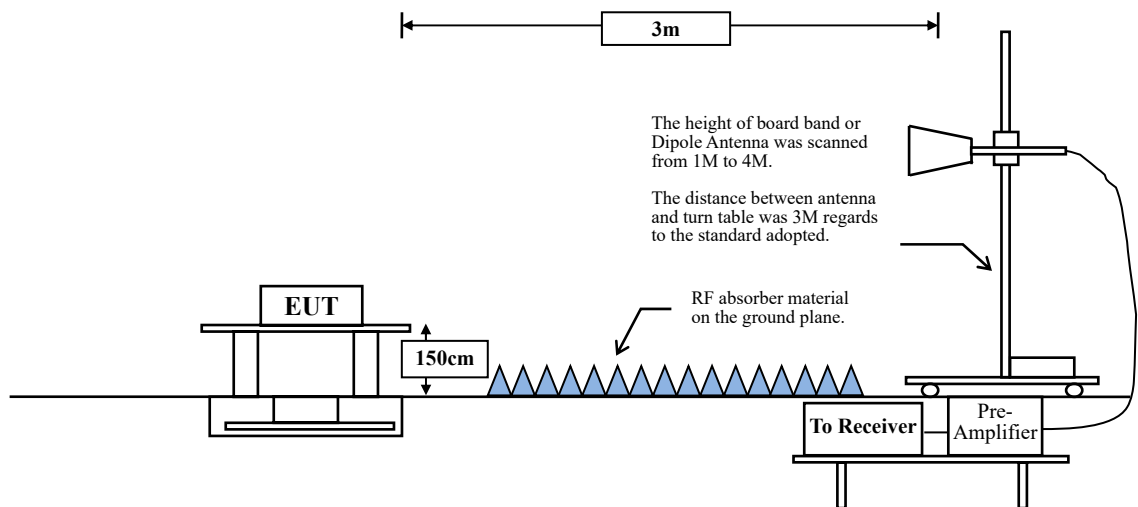 3m
The height of board band or
Dipole Antenna was scanned
from 1M to 4M.
The distance between antenna
and turn table was 3M regards
to the standard adopted.
EUT
RF absorber material
on the ground plane.
150cm
To Receiver
Pre-
Amplifier